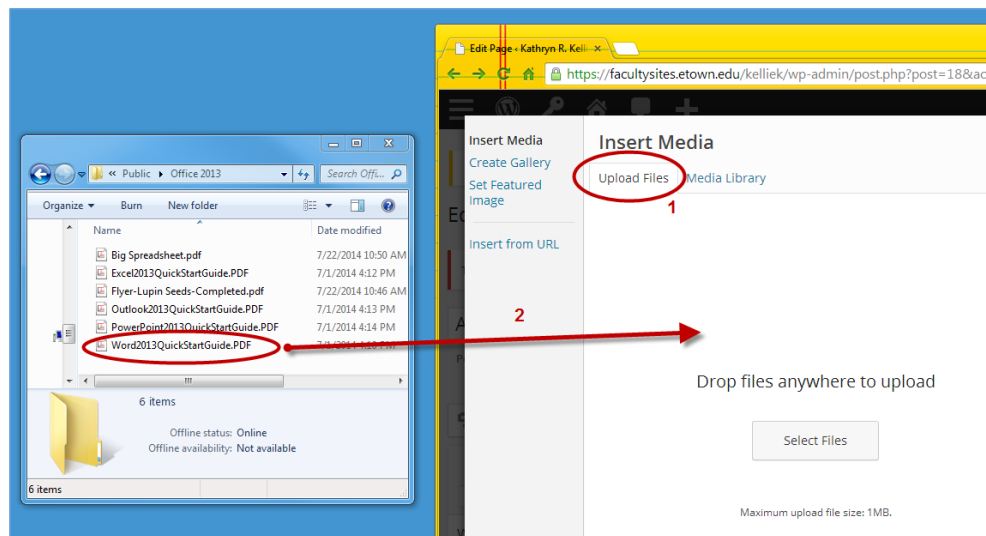 Edit Page ‹ Kathryn R. Kell
https://facultysites.etown.edu/kelliek/wp-admin/post.php?post=18&ac
Insert Media
Create Gallery
Set Featured
Image
Insert from URL
Insert Media
Upload Files
Media Library
1
« Public ▸ Office 2013
Search Offi...
Organize
Burn
New folder
Name
Date modified
Big Spreadsheet.pdf
7/22/2014 10:50 AM
Excel2013QuickStartGuide.PDF
7/1/2014 4:12 PM
Flyer-Lupin Seeds-Completed.pdf
7/22/2014 10:46 AM
Outlook2013QuickStartGuide.PDF
7/1/2014 4:13 PM
PowerPoint2013QuickStartGuide.PDF
7/1/2014 4:14 PM
Word2013QuickStartGuide.PDF
2
6 items
Offline status: Online
Offline availability: Not available
6 items
Drop files anywhere to upload
Select Files
Maximum upload file size: 1MB.